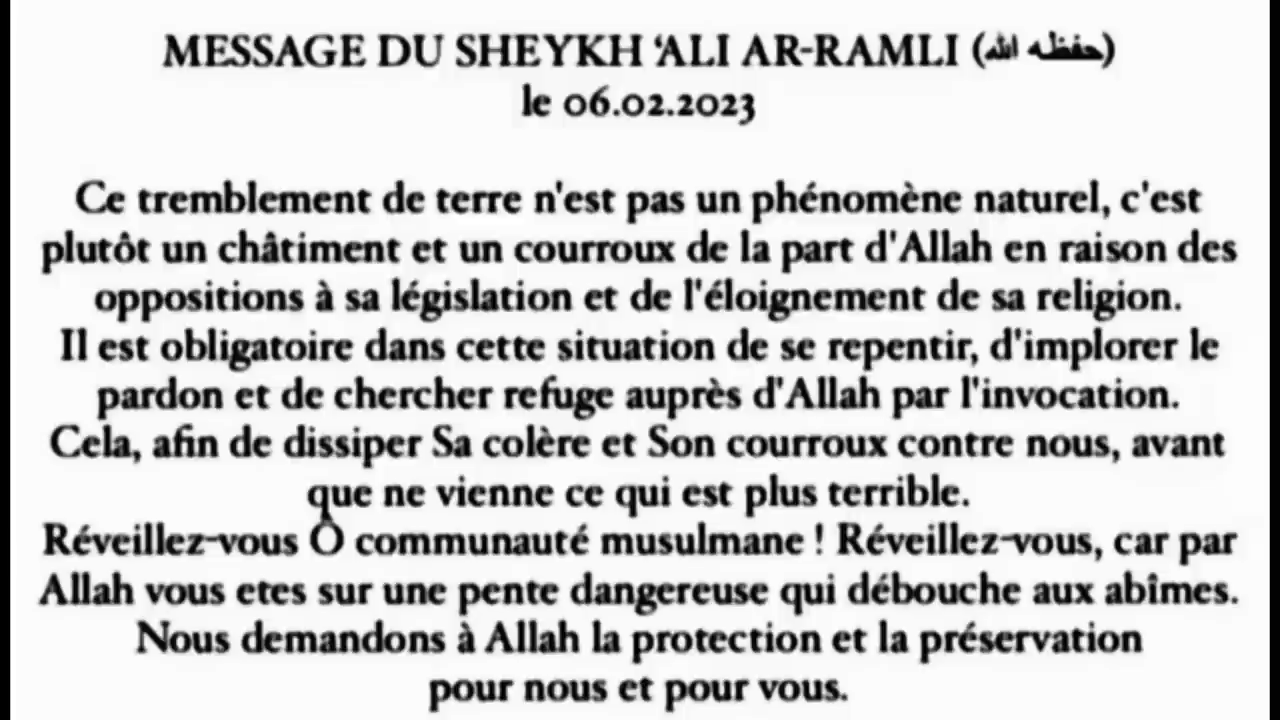 MESSAGE DU SHEYKH ‘ALI AR-RAMLI (حفظه الله)
le 06.02.2023
Ce tremblement de terre n'est pas un phénomène naturel, c'est
plutôt un châtiment et un courroux de la part d'Allah en raison des
oppositions à sa législation et de l'éloignement de sa religion.
Il est obligatoire dans cette situation de se repentir, d'implorer le
pardon et de chercher refuge auprès d'Allah par l'invocation.
Cela, afin de dissiper Sa colère et Son courroux contre nous, avant
que ne vienne ce qui est plus terrible.
Réveillez-vous Ô communauté musulmane ! Réveillez-vous, car par
Allah vous etes sur une pente dangereuse qui débouche aux abîmes.
Nous demandons à Allah la protection et la préservation
pour nous et pour vous.